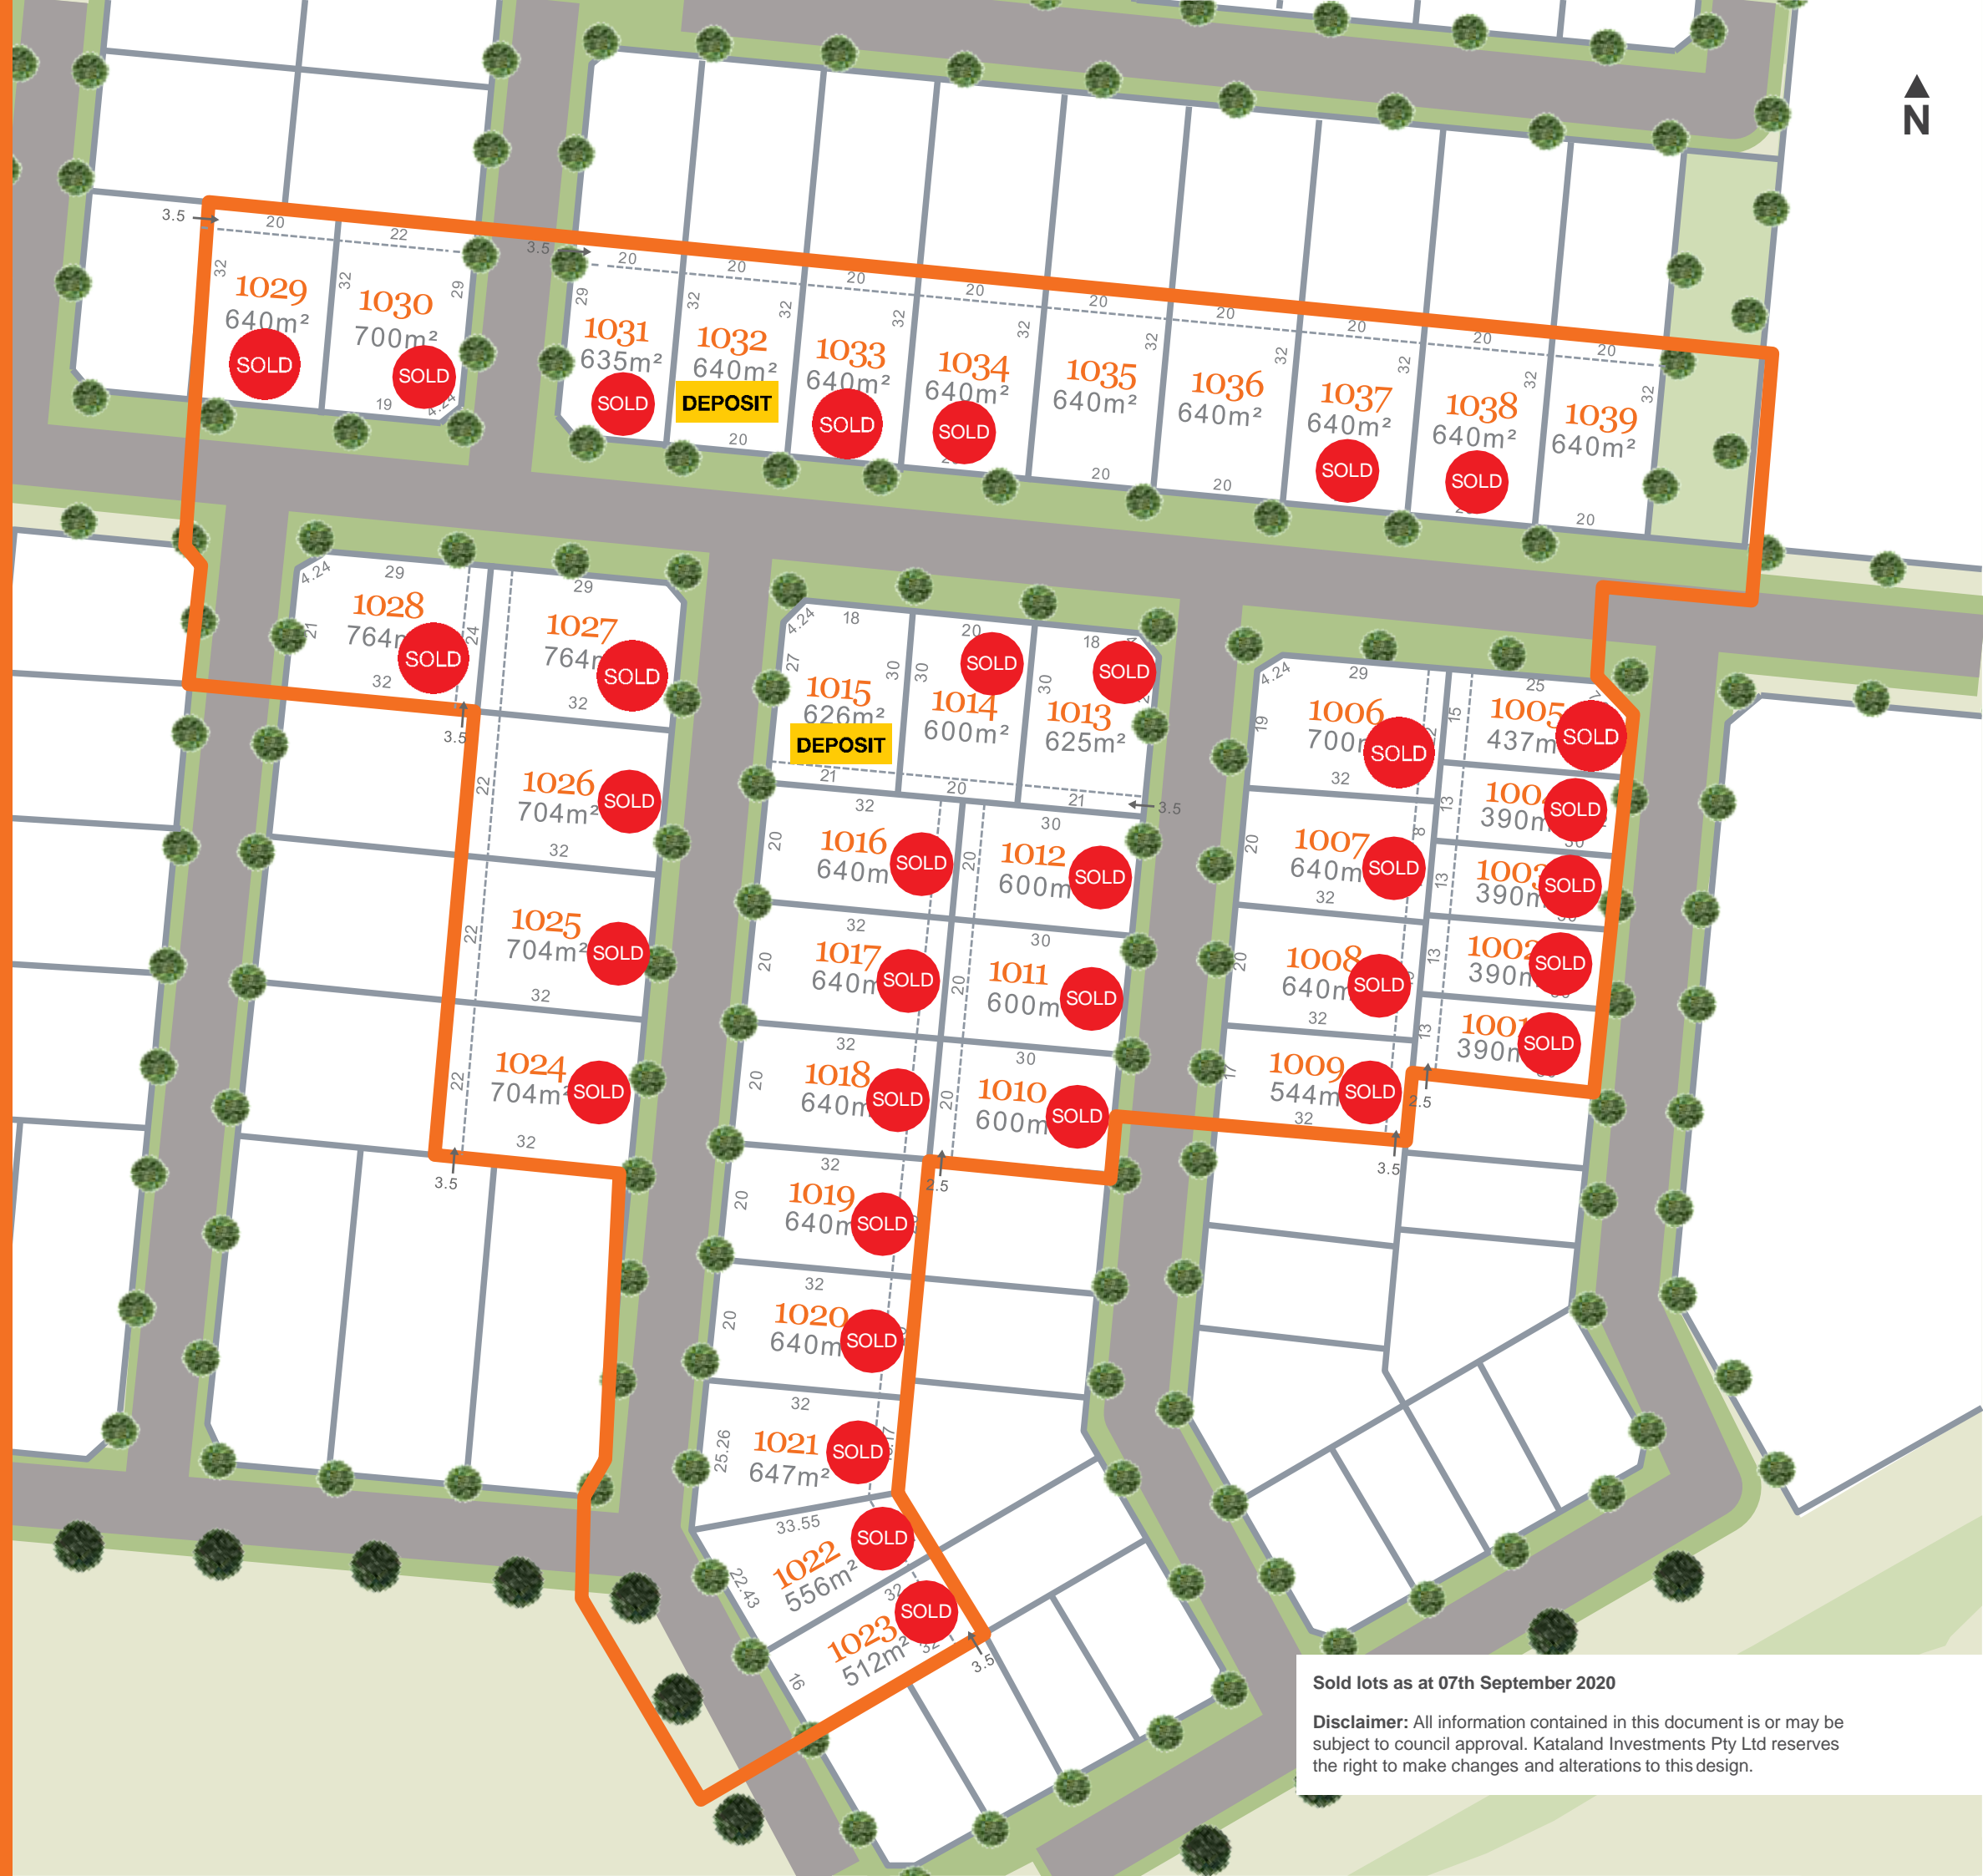 N
3.5
20
22
32
1029
640m²
SOLD
32
1030
700m²
SOLD
29
19
4.24
3.5
20
29
1031
635m²
SOLD
20
32
1032
640m²
DEPOSIT
20
20
32
1033
640m²
SOLD
20
32
1034
640m²
SOLD
20
32
1035
640m²
20
20
32
1036
640m²
20
20
32
1037
640m²
SOLD
20
32
1038
640m²
SOLD
20
32
1039
640m²
32
20
4.24
29
21
1028
764m
SOLD
24
32
29
1027
764m
SOLD
32
3.5
22
1026
704m²
SOLD
32
22
1025
704m²
SOLD
32
22
1024
704m²
SOLD
32
3.5
4.24
18
27
1015
626m²
DEPOSIT
30
21
20
30
1014
600m²
SOLD
20
18
30
1013
625m²
SOLD
21
3.5
32
20
1016
640m
SOLD
30
20
1012
600m
SOLD
32
20
1017
640m
SOLD
30
20
1011
600m
SOLD
32
20
1018
640m
SOLD
30
20
1010
600m
SOLD
2.5
32
20
1019
640m
SOLD
32
20
1020
640m
SOLD
32
25.26
1021
647m²
SOLD
33.55
22.43
1022
556m²
SOLD
32
16
1023
512m²
SOLD
32
3.5
4.24
29
19
1006
700m
SOLD
32
25
15
1005
437m
SOLD
20
1007
640m
SOLD
32
13
100
390m
SOLD
13
1003
390m
SOLD
20
1008
640m
SOLD
32
13
1002
390m
SOLD
13
1001
390m
SOLD
17
1009
544m
SOLD
32
2.5
3.5
Sold lots as at 07th September 2020
Disclaimer: All information contained in this document is or may be
subject to council approval. Kataland Investments Pty Ltd reserves
the right to make changes and alterations to this design.